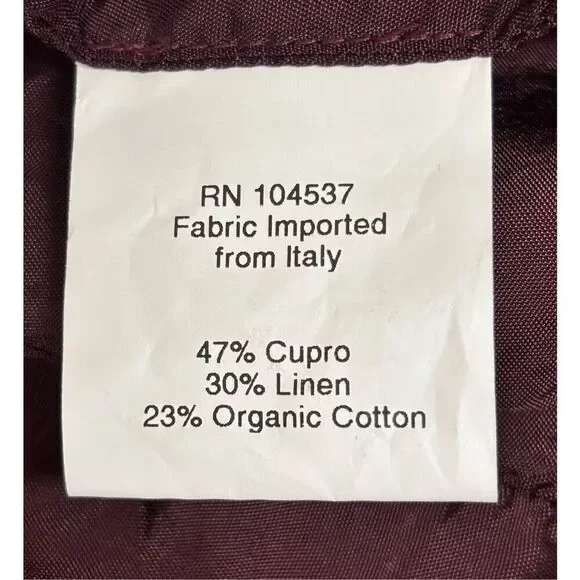 RN 104537
Fabric Imported
from Italy
47% Cupro
30% Linen
23% Organic Cotton